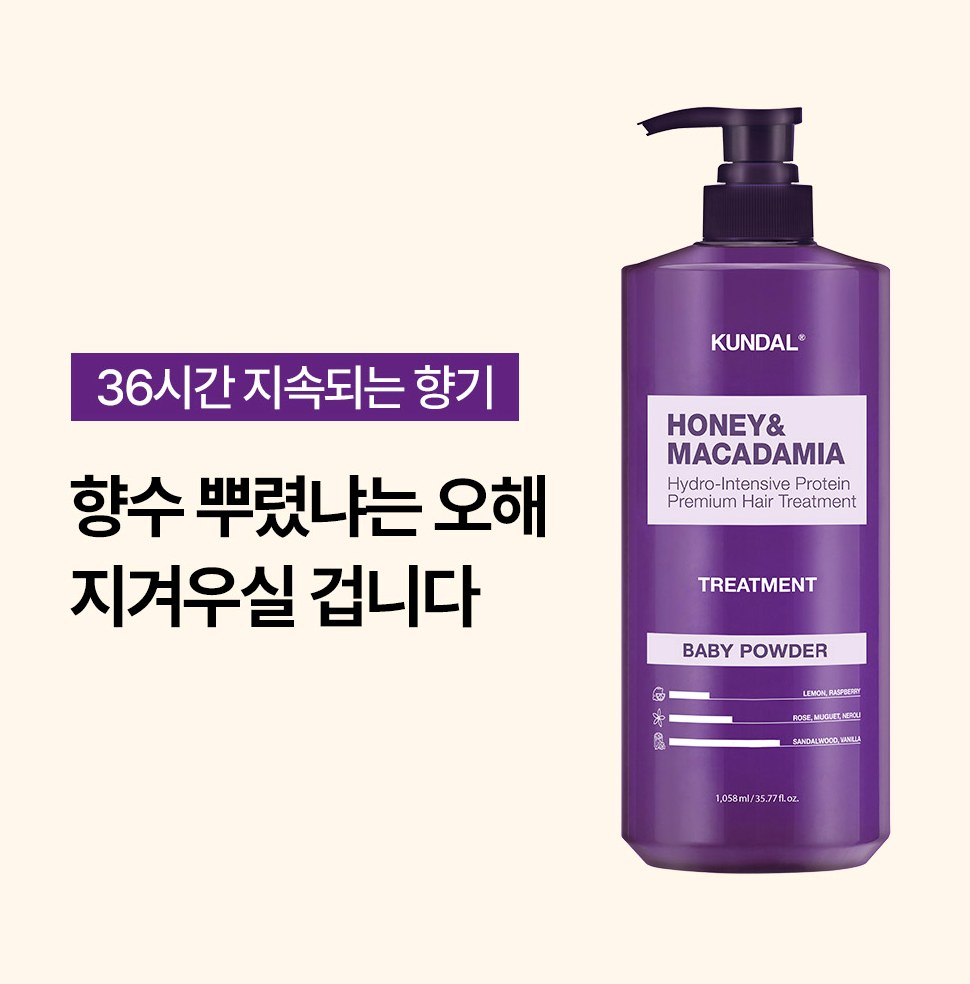 36시간 지속되는 향기
향수 뿌렸냐는 오해
지겨우실 겁니다
KUNDAL®
HONEY&
MACADAMIA
Hydro-Intensive Protein
Premium Hair Treatment
TREATMENT
BABY POWDER
LEMON, RASPBERRY
ROSE, MUGUET, NEROLI
SANDALWOOD, VANILLA
1,058 ml / 35.77 fl. oz.